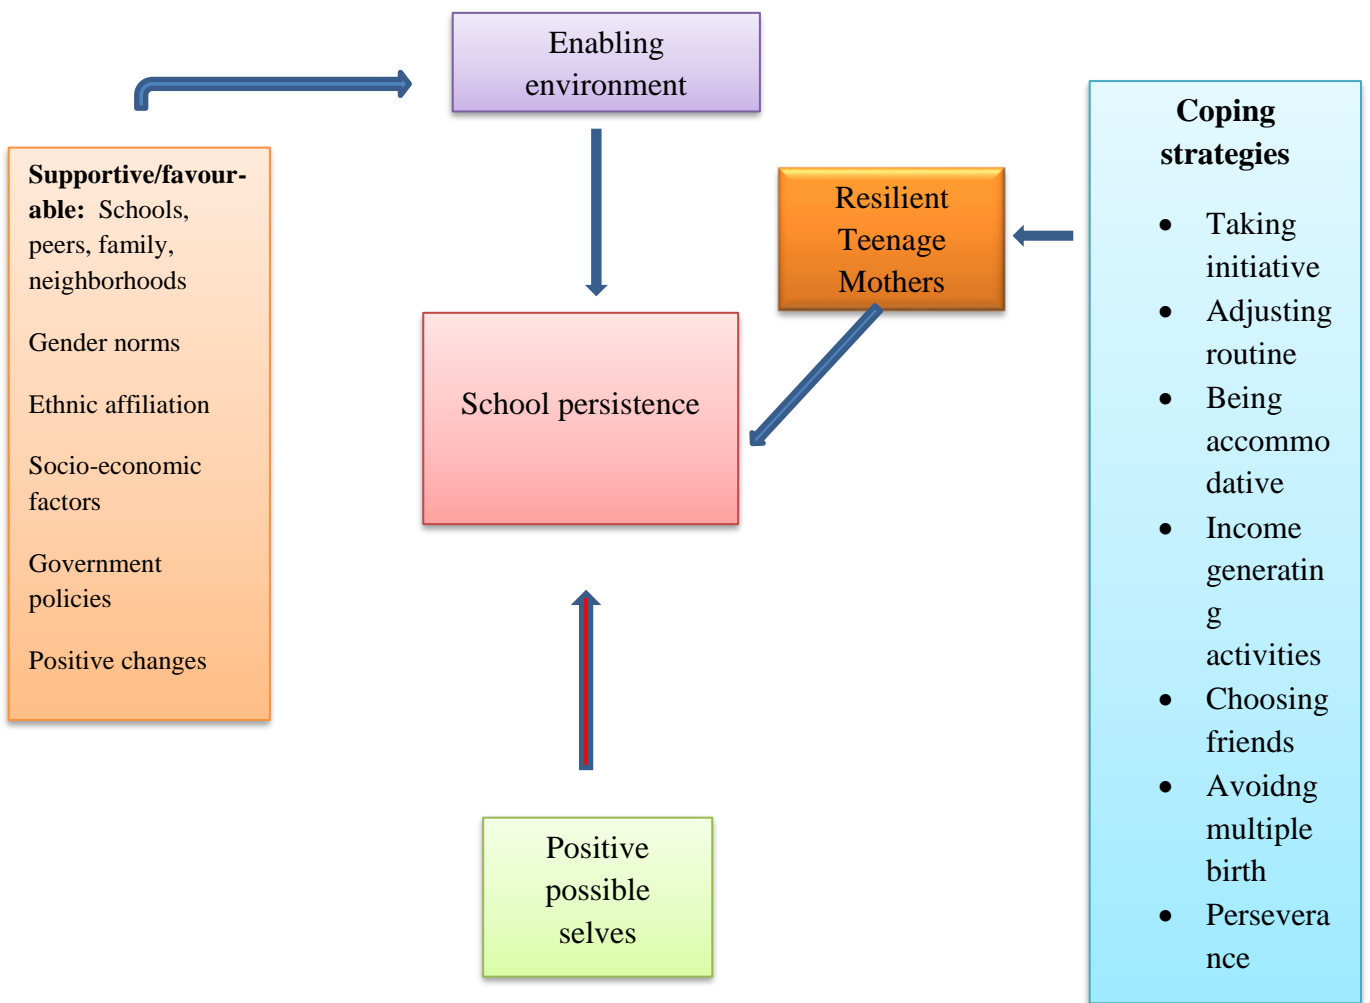 Enabling
environment
Supportive/favour-
able: Schools,
peers, family,
neighborhoods
Gender norms
Ethnic affiliation
Socio-economic
factors
Government
policies
Positive changes
School persistence
Resilient
Teenage
Mothers
Positive
possible
selves
Coping
strategies
• Taking
initiative
• Adjusting
routine
• Being
accommo
dative
• Income
generatin
g
activities
• Choosing
friends
• Avoidng
multiple
birth
• Persevera
nce